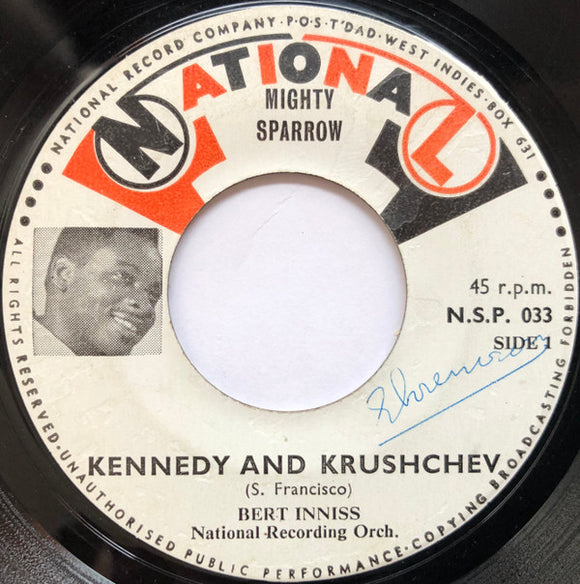 NATIONAL RECORD COMPANY·P·O·S·T'DAD·WEST INDIES·BOX 631
NATIONAL
MIGHTY
SPARROW
45 r.p.m.
N.S.P. 033
SIDE 1
KENNEDY AND KRUSHCHEV
(S. Francisco)
BERT INNISS
National Recording Orch.
ALL RIGHTS RESERVED·UNAUTHORISED PUBLIC PERFORMANCE·COPYING BROADCASTING FORBIDDEN